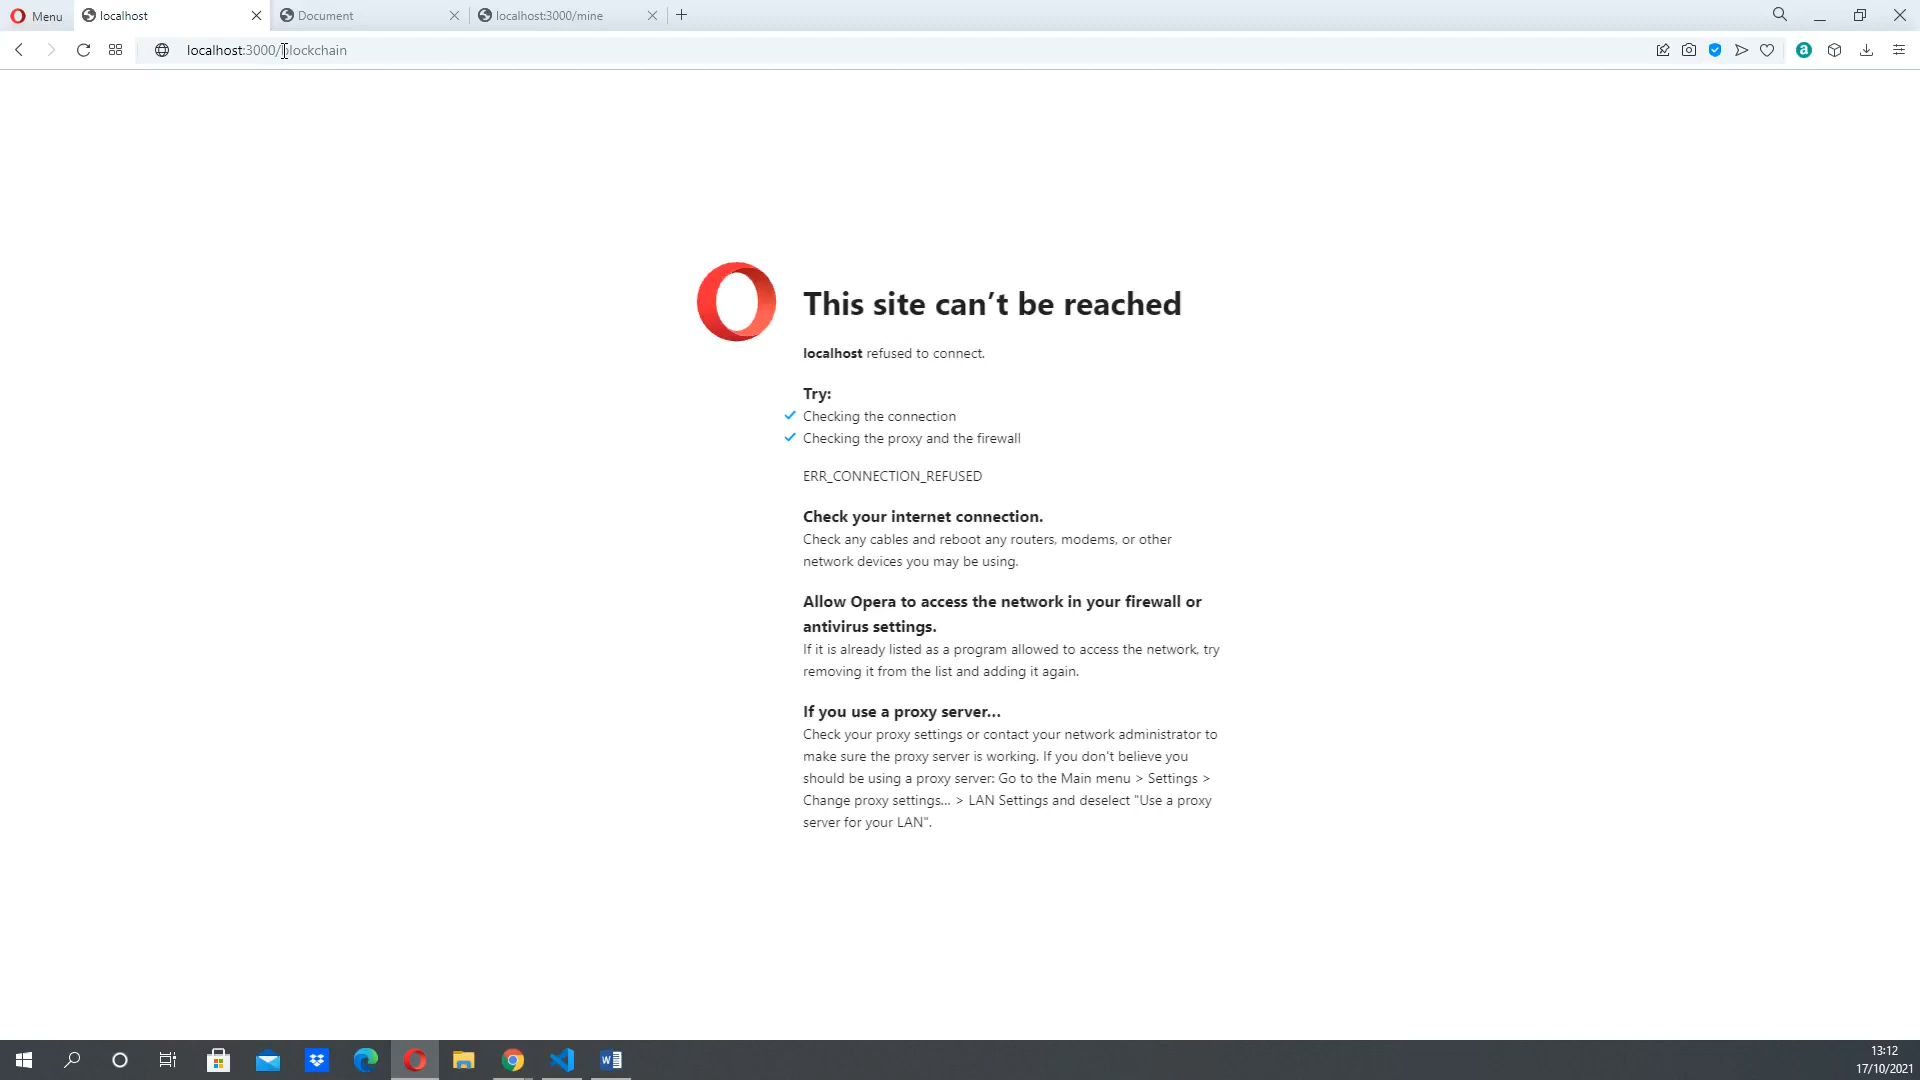 Menu
localhost
Document
localhost:3000/mine
localhost:3000/blockchain
This site can’t be reached
localhost refused to connect.
Try:
Checking the connection
Checking the proxy and the firewall
ERR_CONNECTION_REFUSED
Check your internet connection.
Check any cables and reboot any routers, modems, or other
network devices you may be using.
Allow Opera to access the network in your firewall or
antivirus settings.
If it is already listed as a program allowed to access the network, try
removing it from the list and adding it again.
If you use a proxy server...
Check your proxy settings or contact your network administrator to
make sure the proxy server is working. If you don't believe you
should be using a proxy server: Go to the Main menu > Settings >
Change proxy settings... > LAN Settings and deselect "Use a proxy
server for your LAN".
13:12
17/10/2021